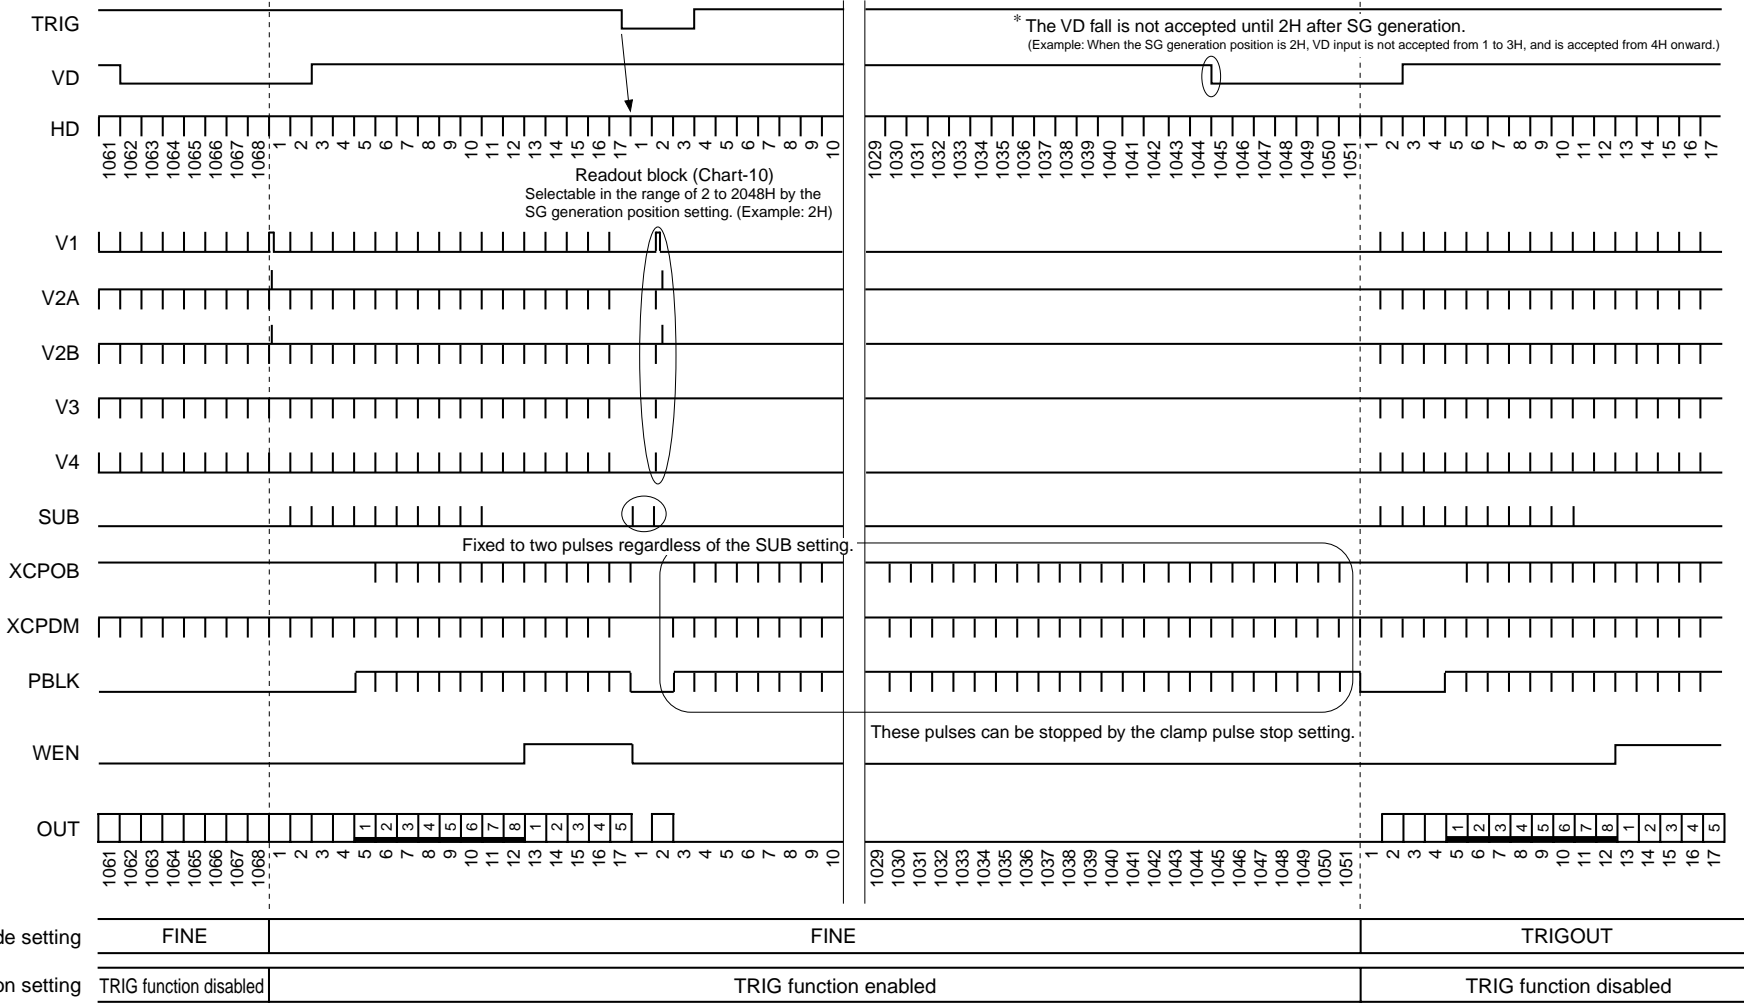 TRIG
* The VD fall is not accepted until 2H after SG generation.
(Example: When the SG generation position is 2H, VD input is not accepted from 1 to 3H, and is accepted from 4H onward.)
VD
HD
1061 1062 1063 1064 1065 1066 1067 1068 1 2 3 4 5 6 7 8 9 10 11 12 13 14 15 16 17 1 2 3 4 5 6 7 8 9 10 1029 1030 1031 1032 1033 1034 1035 1036 1037 1038 1039 1040 1041 1042 1043 1044 1045 1046 1047 1048 1049 1050 1051 1 2 3 4 5 6 7 8 9 10 11 12 13 14 15 16 17
Readout block (Chart-10)
Selectable in the range of 2 to 2048H by the
SG generation position setting. (Example: 2H)
V1
V2A
V2B
V3
V4
SUB
Fixed to two pulses regardless of the SUB setting.
XCPOB
XCPDM
PBLK
These pulses can be stopped by the clamp pulse stop setting.
WEN
OUT
1 2 3 4 5 6 7 8 1 2 3 4 5 1 2 3 4 5 6 7 8 1 2 3 4 5
1061 1062 1063 1064 1065 1066 1067 1068 1 2 3 4 5 6 7 8 9 10 11 12 13 14 15 16 17 1 2 3 4 5 6 7 8 9 10 1029 1030 1031 1032 1033 1034 1035 1036 1037 1038 1039 1040 1041 1042 1043 1044 1045 1046 1047 1048 1049 1050 1051 1 2 3 4 5 6 7 8 9 10 11 12 13 14 15 16 17
de setting FINE FINE TRIGOUT
on setting TRIG function disabled TRIG function enabled TRIG function disabled